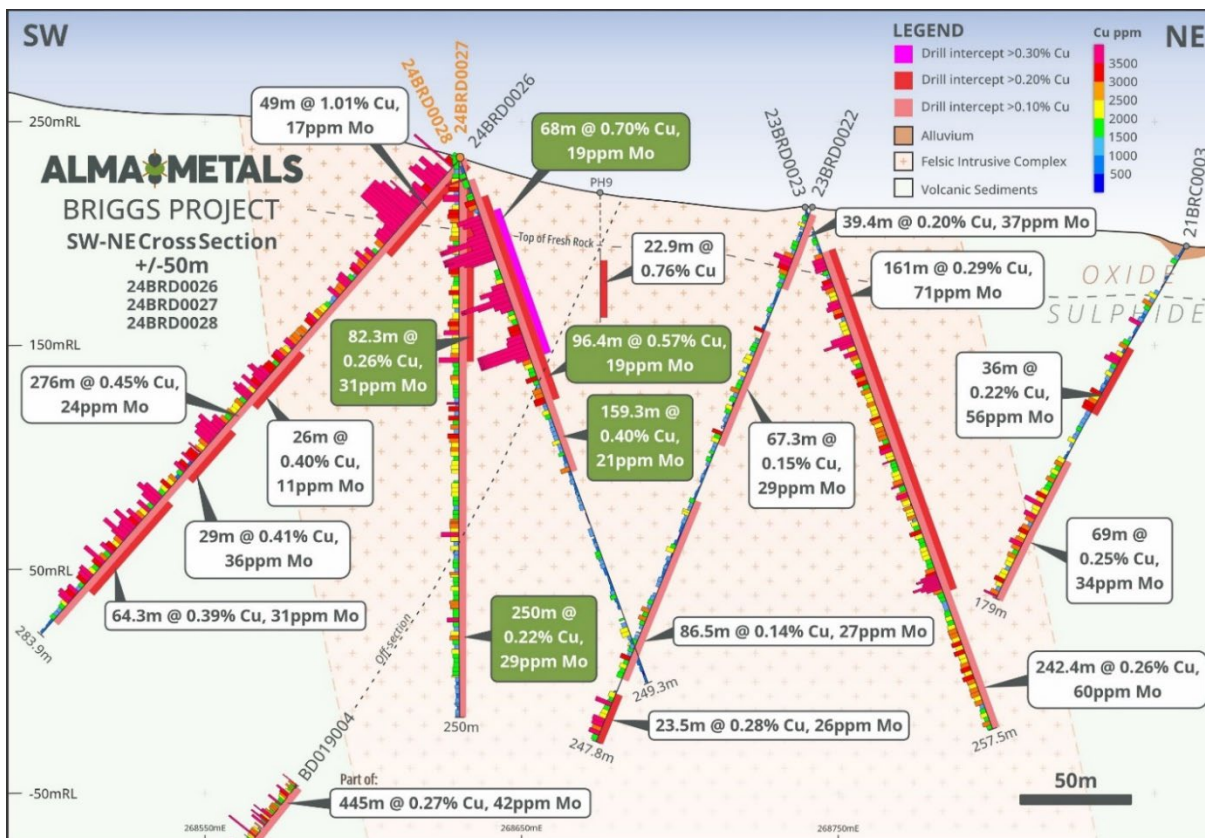 SW
NE
LEGEND
Drill intercept >0.30% Cu
Drill intercept >0.20% Cu
Drill intercept >0.10% Cu
Alluvium
Felsic Intrusive Complex
Volcanic Sediments
Cu ppm
3500
3000
2500
2000
1500
1000
500
250mRL
150mRL
50mRL
-50mRL
ALMA METALS
BRIGGS PROJECT
SW-NE Cross Section
+/-50m
24BRD0026
24BRD0027
24BRD0028
24BRD0028
24BRD0027
24BRD0026
PH9
23BRD0023
23BRD0022
21BRC0003
49m @ 1.01% Cu,
17ppm Mo
68m @ 0.70% Cu,
19ppm Mo
Top of Fresh Rock
22.9m @
0.76% Cu
39.4m @ 0.20% Cu, 37ppm Mo
161m @ 0.29% Cu,
71ppm Mo
OXIDE
SULPHIDE
82.3m @
0.26% Cu,
31ppm Mo
96.4m @ 0.57% Cu,
19ppm Mo
276m @ 0.45% Cu,
24ppm Mo
36m @
0.22% Cu,
56ppm Mo
159.3m @
0.40% Cu,
21ppm Mo
26m @
0.40% Cu,
11ppm Mo
67.3m @
0.15% Cu,
29ppm Mo
29m @ 0.41% Cu,
36ppm Mo
69m @
0.25% Cu,
34ppm Mo
64.3m @ 0.39% Cu, 31ppm Mo
250m @
0.22% Cu,
29ppm Mo
86.5m @ 0.14% Cu, 27ppm Mo
Off-section
283.9m
179m
242.4m @ 0.26% Cu,
60ppm Mo
249.3m
23.5m @ 0.28% Cu, 26ppm Mo
250m
247.8m
257.5m
BD019004
Part of:
445m @ 0.27% Cu, 42ppm Mo
50m
268550mE
268650mE
268750mE